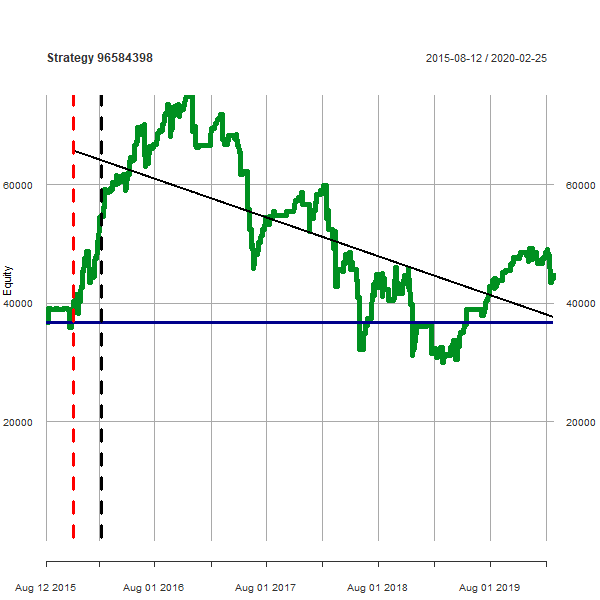 Strategy 96584398
2015-08-12 / 2020-02-25
60000
60000
Equity
40000
40000
20000
20000
Aug 12 2015
Aug 01 2016
Aug 01 2017
Aug 01 2018
Aug 01 2019